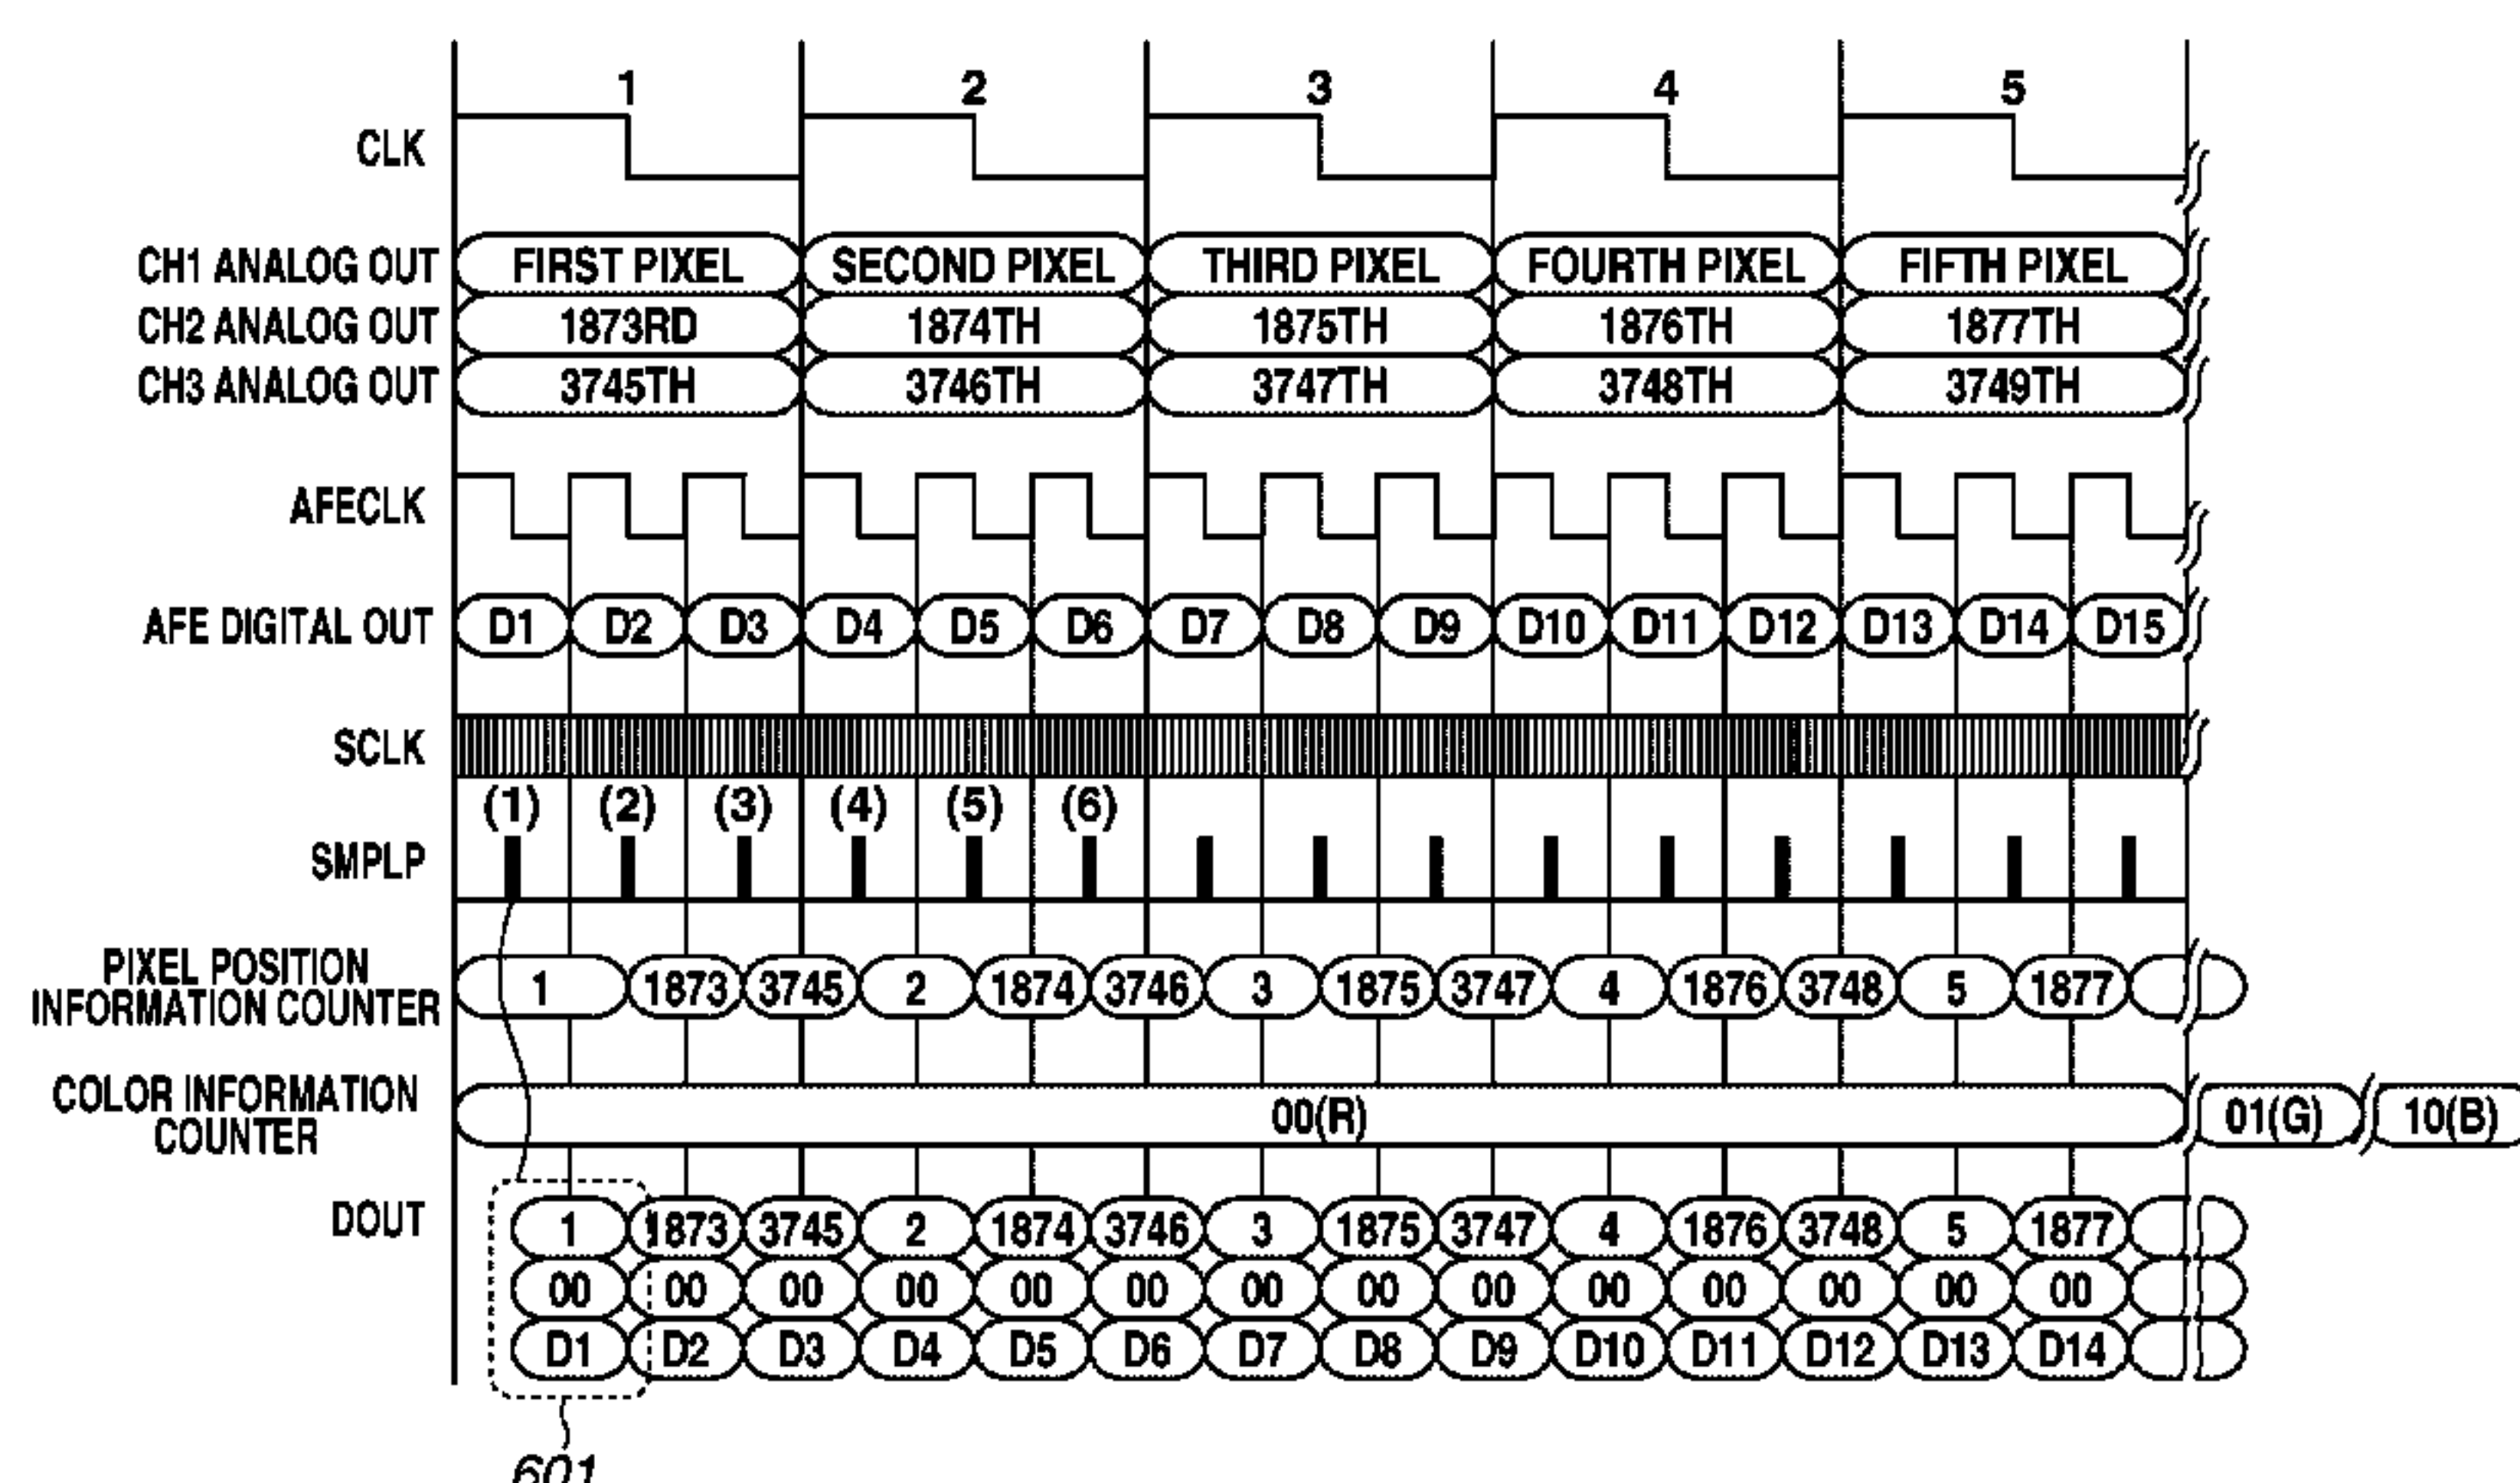 1 2 3 4 5
CLK
CH1 ANALOG OUT FIRST PIXEL SECOND PIXEL THIRD PIXEL FOURTH PIXEL FIFTH PIXEL
CH2 ANALOG OUT 1873RD 1874TH 1875TH 1876TH 1877TH
CH3 ANALOG OUT 3745TH 3746TH 3747TH 3748TH 3749TH
AFECLK
AFE DIGITAL OUT D1 D2 D3 D4 D5 D6 D7 D8 D9 D10 D11 D12 D13 D14 D15
SCLK
(1) (2) (3) (4) (5) (6)
SMPLP
PIXEL POSITION
INFORMATION COUNTER 1 1873 3745 2 1874 3746 3 1875 3747 4 1876 3748 5 1877
COLOR INFORMATION
COUNTER 00(R) 01(G) 10(B)
DOUT 1 1873 3745 2 1874 3746 3 1875 3747 4 1876 3748 5 1877
00 00 00 00 00 00 00 00 00 00 00 00 00 00
D1 D2 D3 D4 D5 D6 D7 D8 D9 D10 D11 D12 D13 D14
601